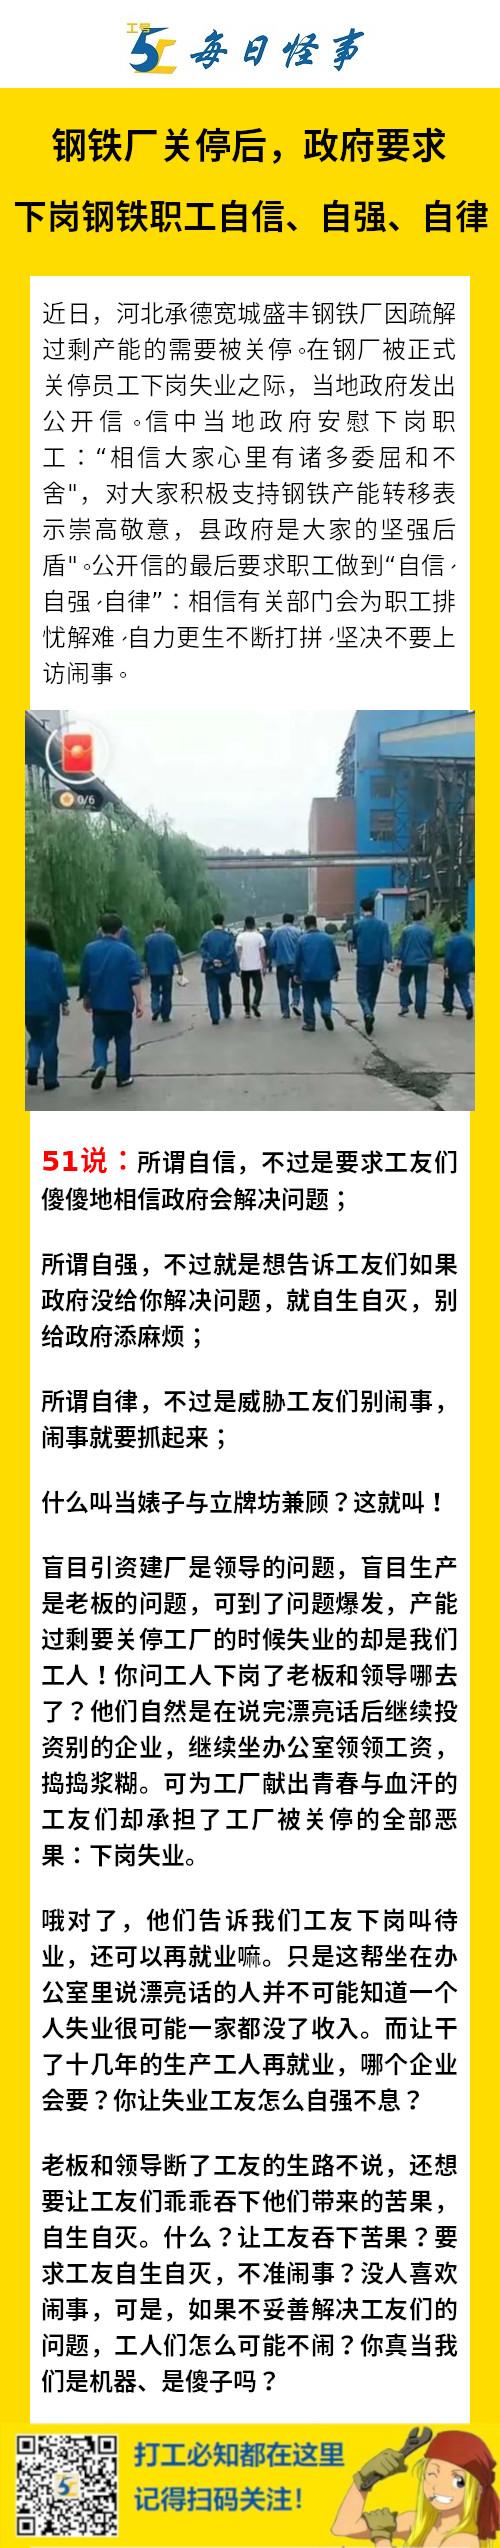 工号
51
每日怪事
钢铁厂关停后，政府要求
下岗钢铁职工自信、自强、自律
近日，河北承德宽城盛丰钢铁厂因疏解
过剩产能的需要被关停。在钢厂被正式
关停员工下岗失业之际，当地政府发出
公开信。信中当地政府安慰下岗职
工：“相信大家心里有诸多委屈和不
舍"，对大家积极支持钢铁产能转移表
示崇高敬意，县政府是大家的坚强后
盾"。公开信的最后要求职工做到“自信，
自强，自律”：相信有关部门会为职工排
忧解难，自力更生不断打拼，坚决不要上
访闹事。
0/6
51说：所谓自信，不过是要求工友们
傻傻地相信政府会解决问题；
所谓自强，不过就是想告诉工友们如果
政府没给你解决问题，就自生自灭，别
给政府添麻烦；
所谓自律，不过是威胁工友们别闹事，
闹事就要抓起来；
什么叫当婊子与立牌坊兼顾？这就叫！
盲目引资建厂是领导的问题，盲目生产
是老板的问题，可到了问题爆发，产能
过剩要关停工厂的时候失业的却是我们
工人！你问工人下岗了老板和领导哪去
了？他们自然是在说完漂亮话后继续投
资别的企业，继续坐办公室领领工资，
捣捣浆糊。可为工厂献出青春与血汗的
工友们却承担了工厂被关停的全部恶
果：下岗失业。
哦对了，他们告诉我们工友下岗叫待
业，还可以再就业嘛。只是这帮坐在办
公室里说漂亮话的人并不可能知道一个
人失业很可能一家都没了收入。而让干
了十几年的生产工人再就业，哪个企业
会要？你让失业工友怎么自强不息？
老板和领导断了工友的生路不说，还想
要让工友们乖乖吞下他们带来的苦果，
自生自灭。什么？让工友吞下苦果？要
求工友自生自灭，不准闹事？没人喜欢
闹事，可是，如果不妥善解决工友们的
问题，工人们怎么可能不闹？你真当我
们是机器、是傻子吗？
打工必知都在这里
记得扫码关注！